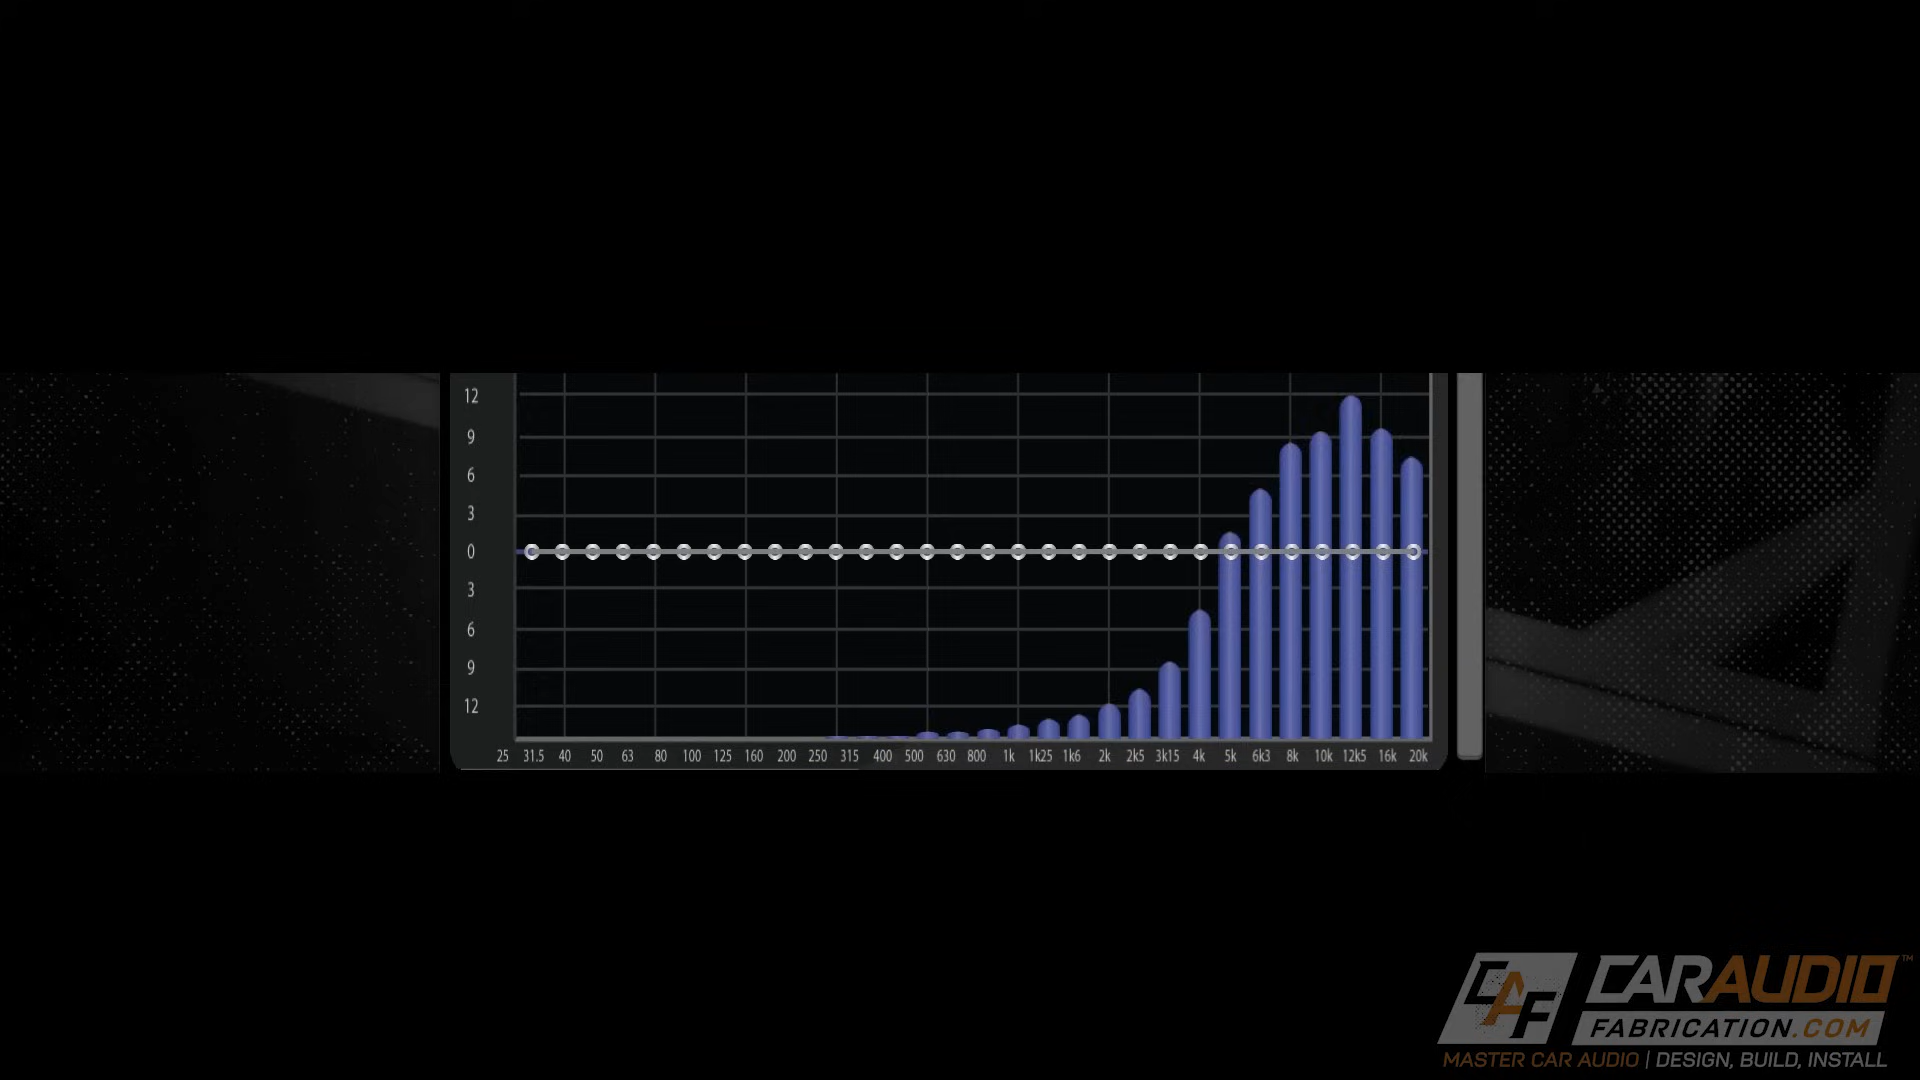 12
9
6
3
0
3
6
9
12
25 31.5 40 50 63 80 100 125 160 200 250 315 400 500 630 800 1k 1k25 1k6 2k 2k5 3k15 4k 5k 6k3 8k 10k 12k5 16k 20k
CAF CAR AUDIO™
FABRICATION.COM
MASTER CAR AUDIO | DESIGN, BUILD, INSTALL